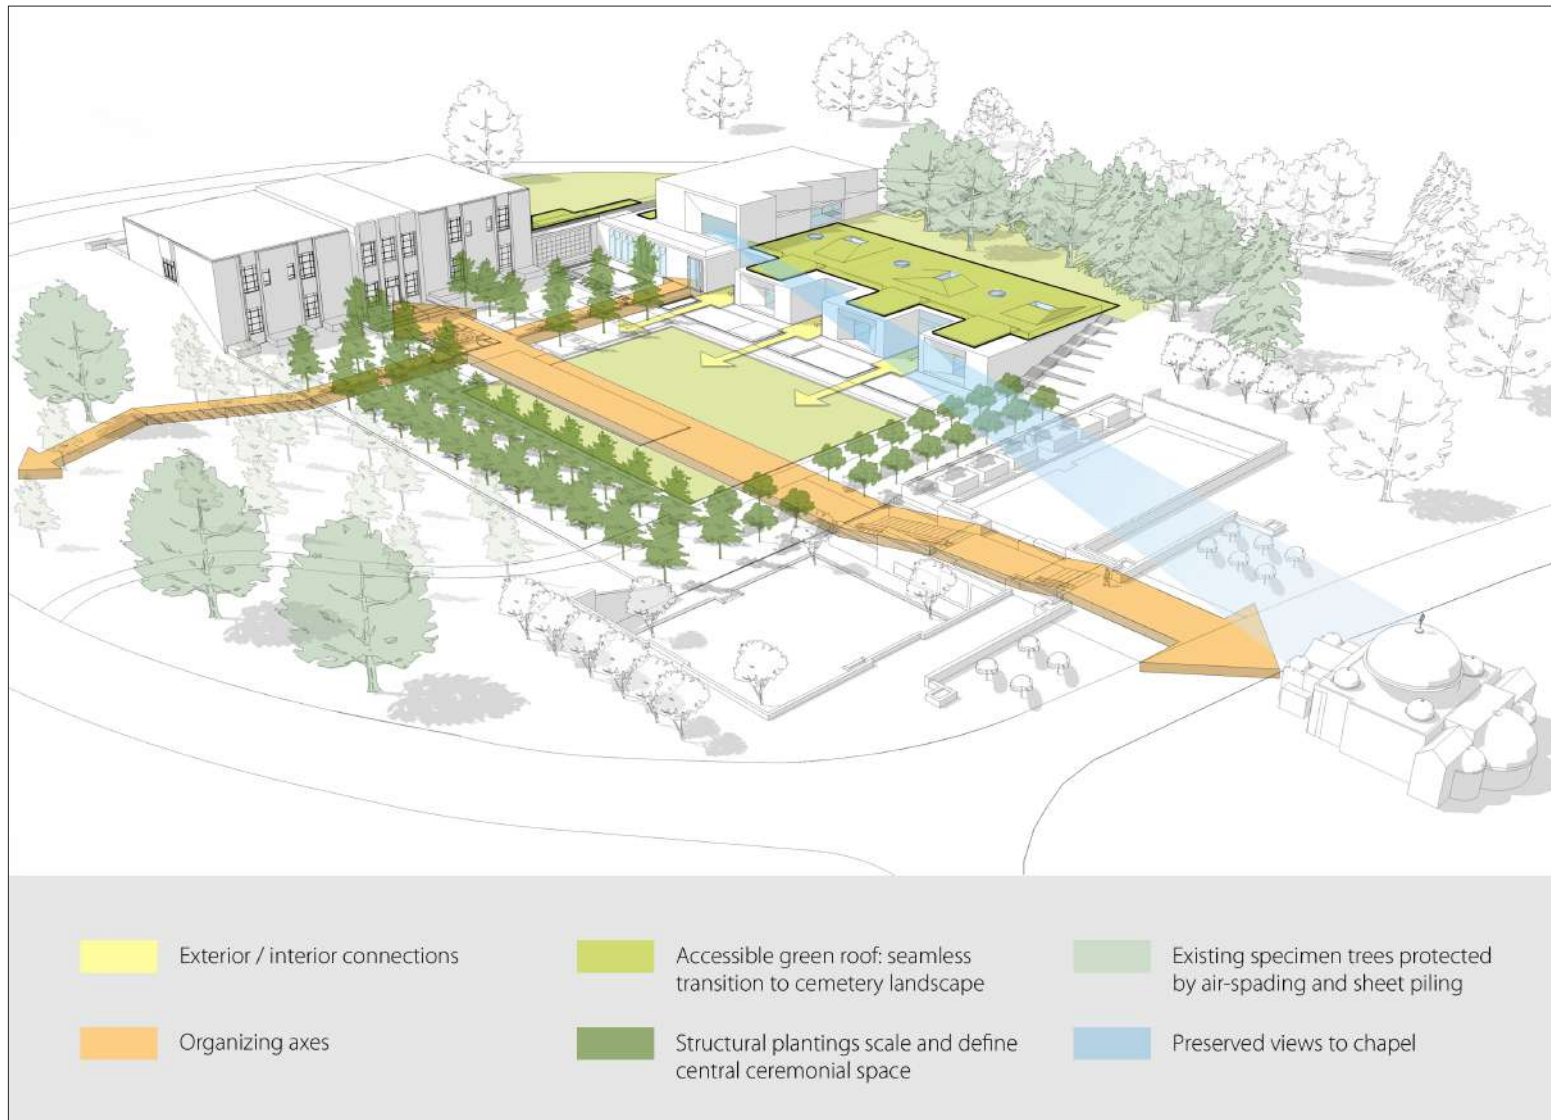 Exterior / interior connections
Organizing axes
Accessible green roof: seamless
transition to cemetery landscape
Structural plantings scale and define
central ceremonial space
Existing specimen trees protected
by air-spading and sheet piling
Preserved views to chapel